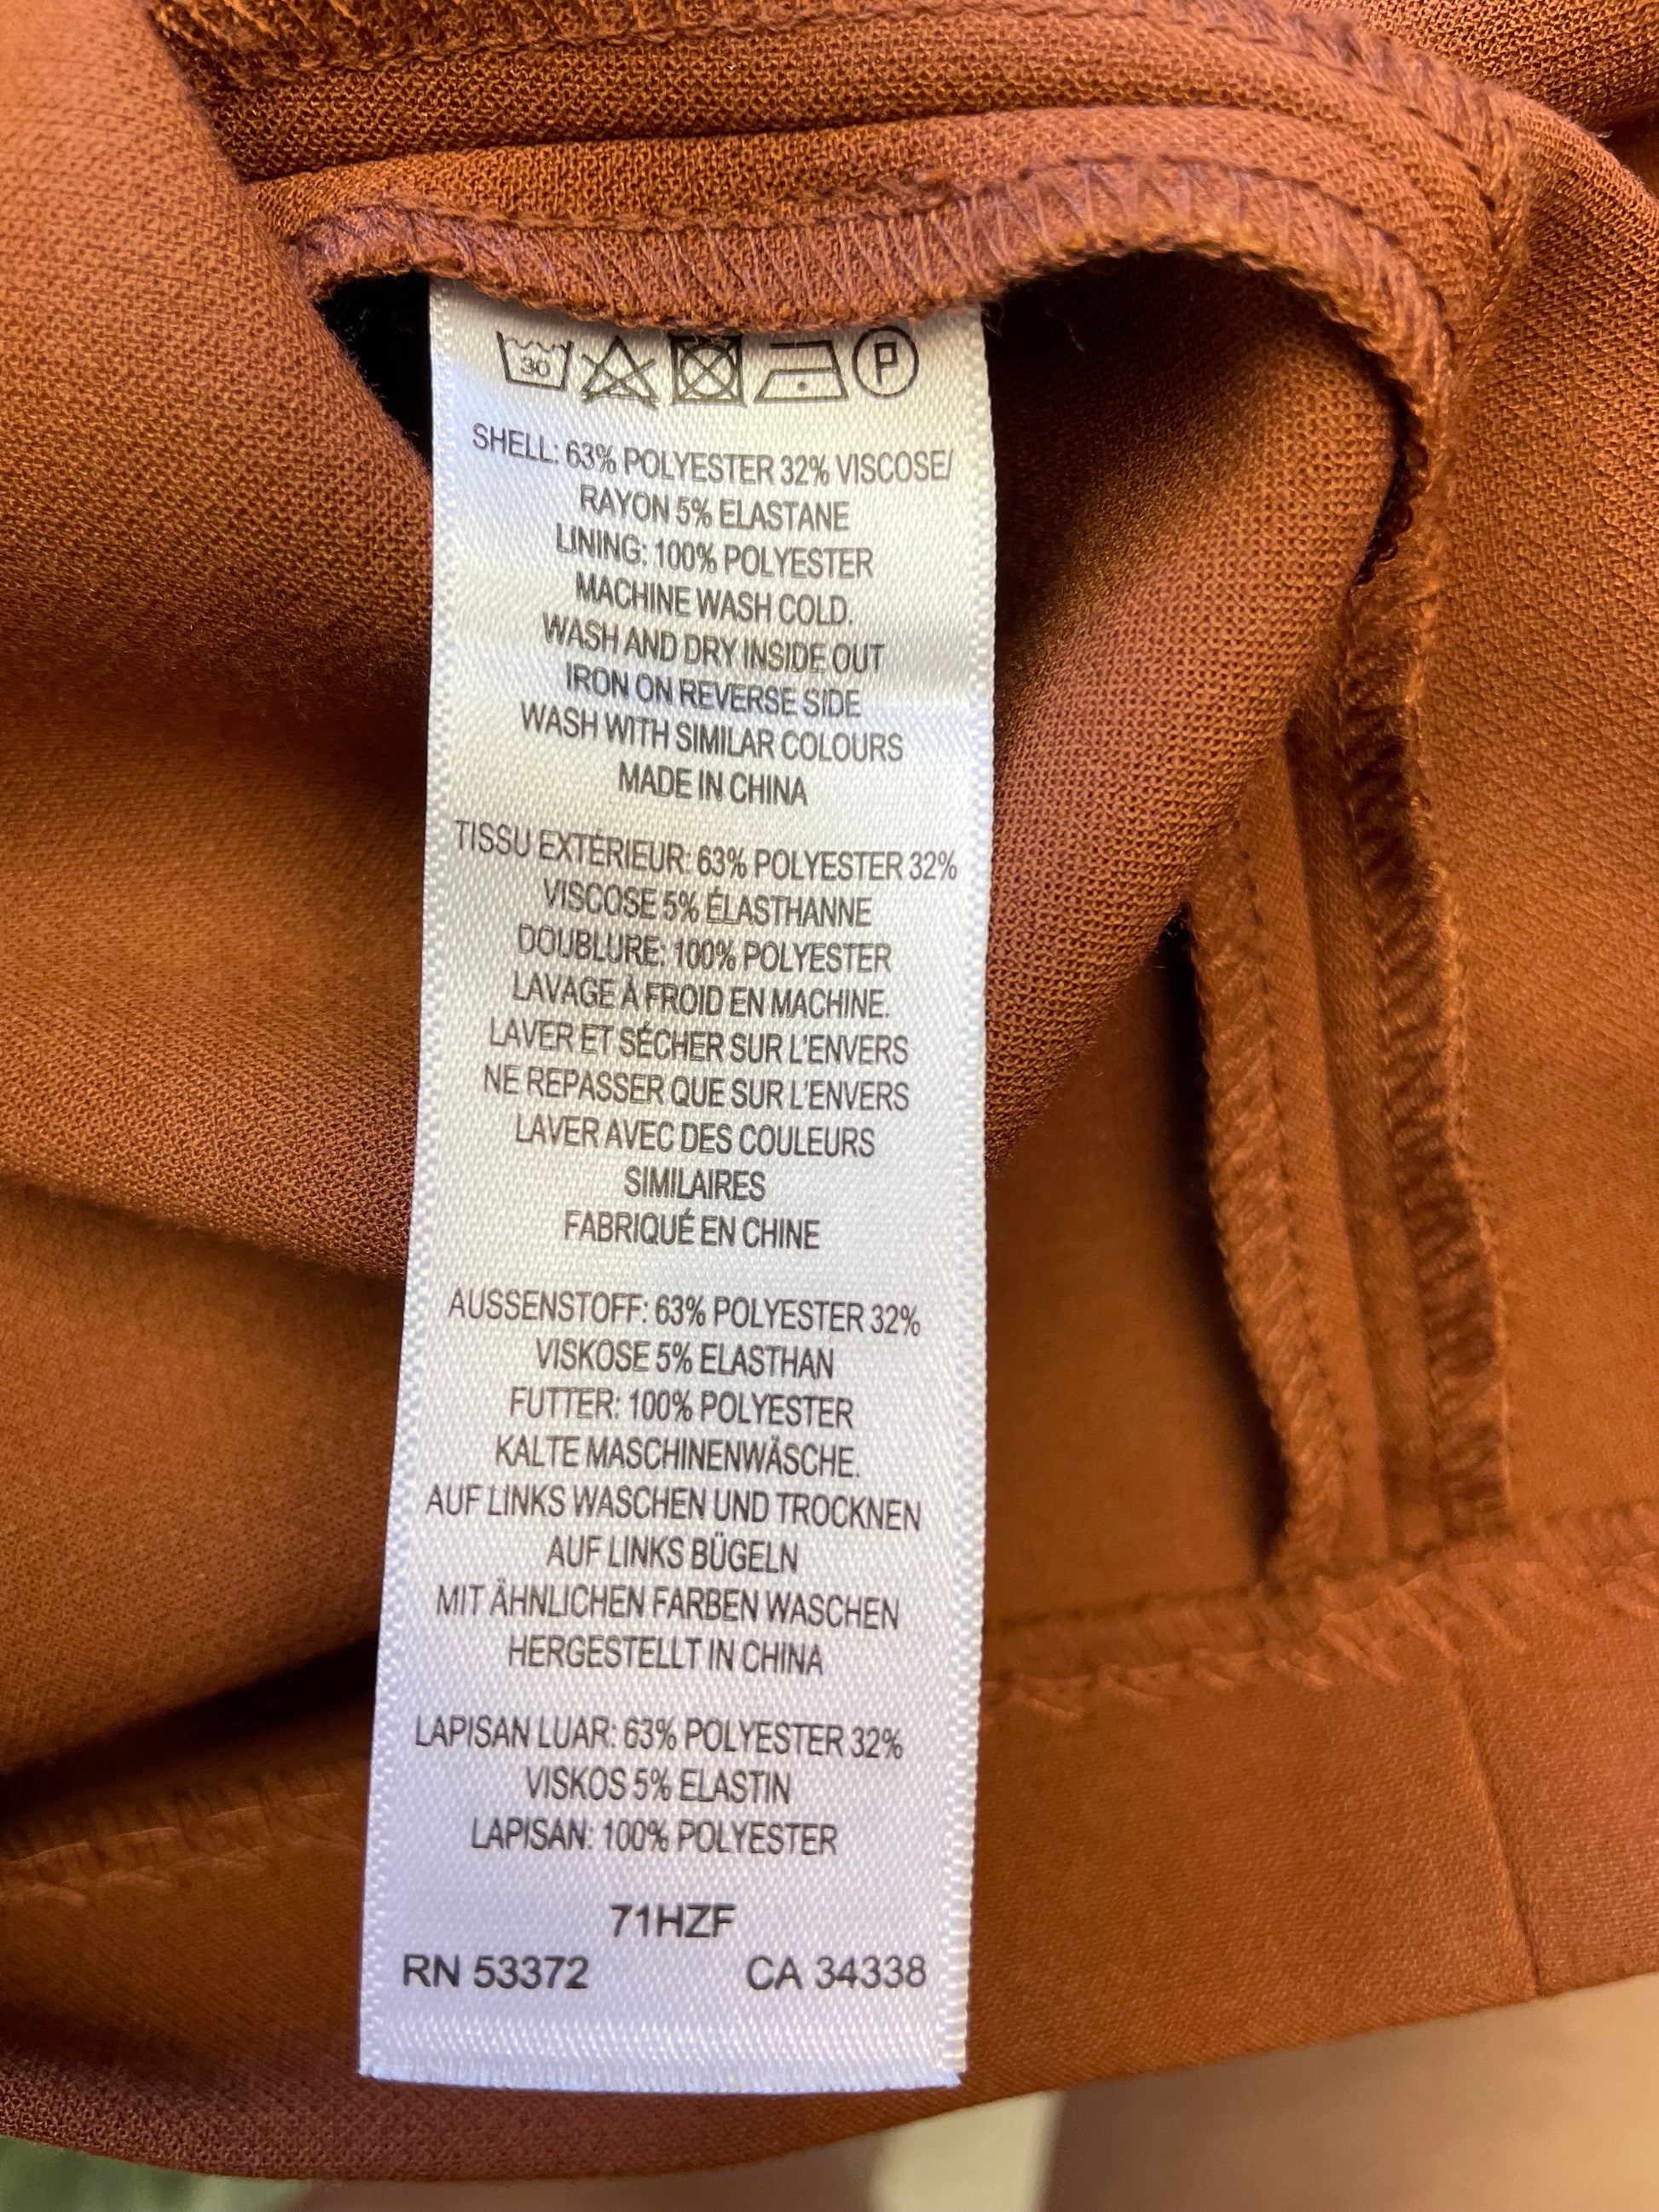 30 P
SHELL: 63% POLYESTER 32% VISCOSE/
RAYON 5% ELASTANE
LINING: 100% POLYESTER
MACHINE WASH COLD.
WASH AND DRY INSIDE OUT
IRON ON REVERSE SIDE
WASH WITH SIMILAR COLOURS
MADE IN CHINA
TISSU EXTÉRIEUR: 63% POLYESTER 32%
VISCOSE 5% ÉLASTHANNE
DOUBLURE: 100% POLYESTER
LAVAGE À FROID EN MACHINE.
LAVER ET SÉCHER SUR L'ENVERS
NE REPASSER QUE SUR L'ENVERS
LAVER AVEC DES COULEURS
SIMILAIRES
FABRIQUÉ EN CHINE
AUSSENSTOFF: 63% POLYESTER 32%
VISKOSE 5% ELASTHAN
FUTTER: 100% POLYESTER
KALTE MASCHINENWÄSCHE.
AUF LINKS WASCHEN UND TROCKNEN
AUF LINKS BÜGELN
MIT ÄHNLICHEN FARBEN WASCHEN
HERGESTELLT IN CHINA
LAPISAN LUAR: 63% POLYESTER 32%
VISKOS 5% ELASTIN
LAPISAN: 100% POLYESTER
71HZF
RN 53372 CA 34338